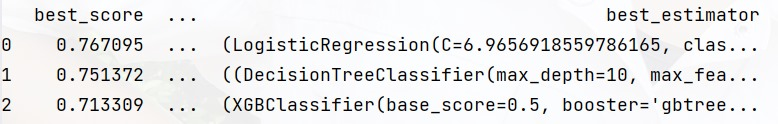 best_score ... best_estimator
0 0.767095 ... (LogisticRegression(C=6.9656918559786165, clas...
1 0.751372 ... ((DecisionTreeClassifier(max_depth=10, max_fea...
2 0.713309 ... (XGBClassifier(base_score=0.5, booster='gbtree...